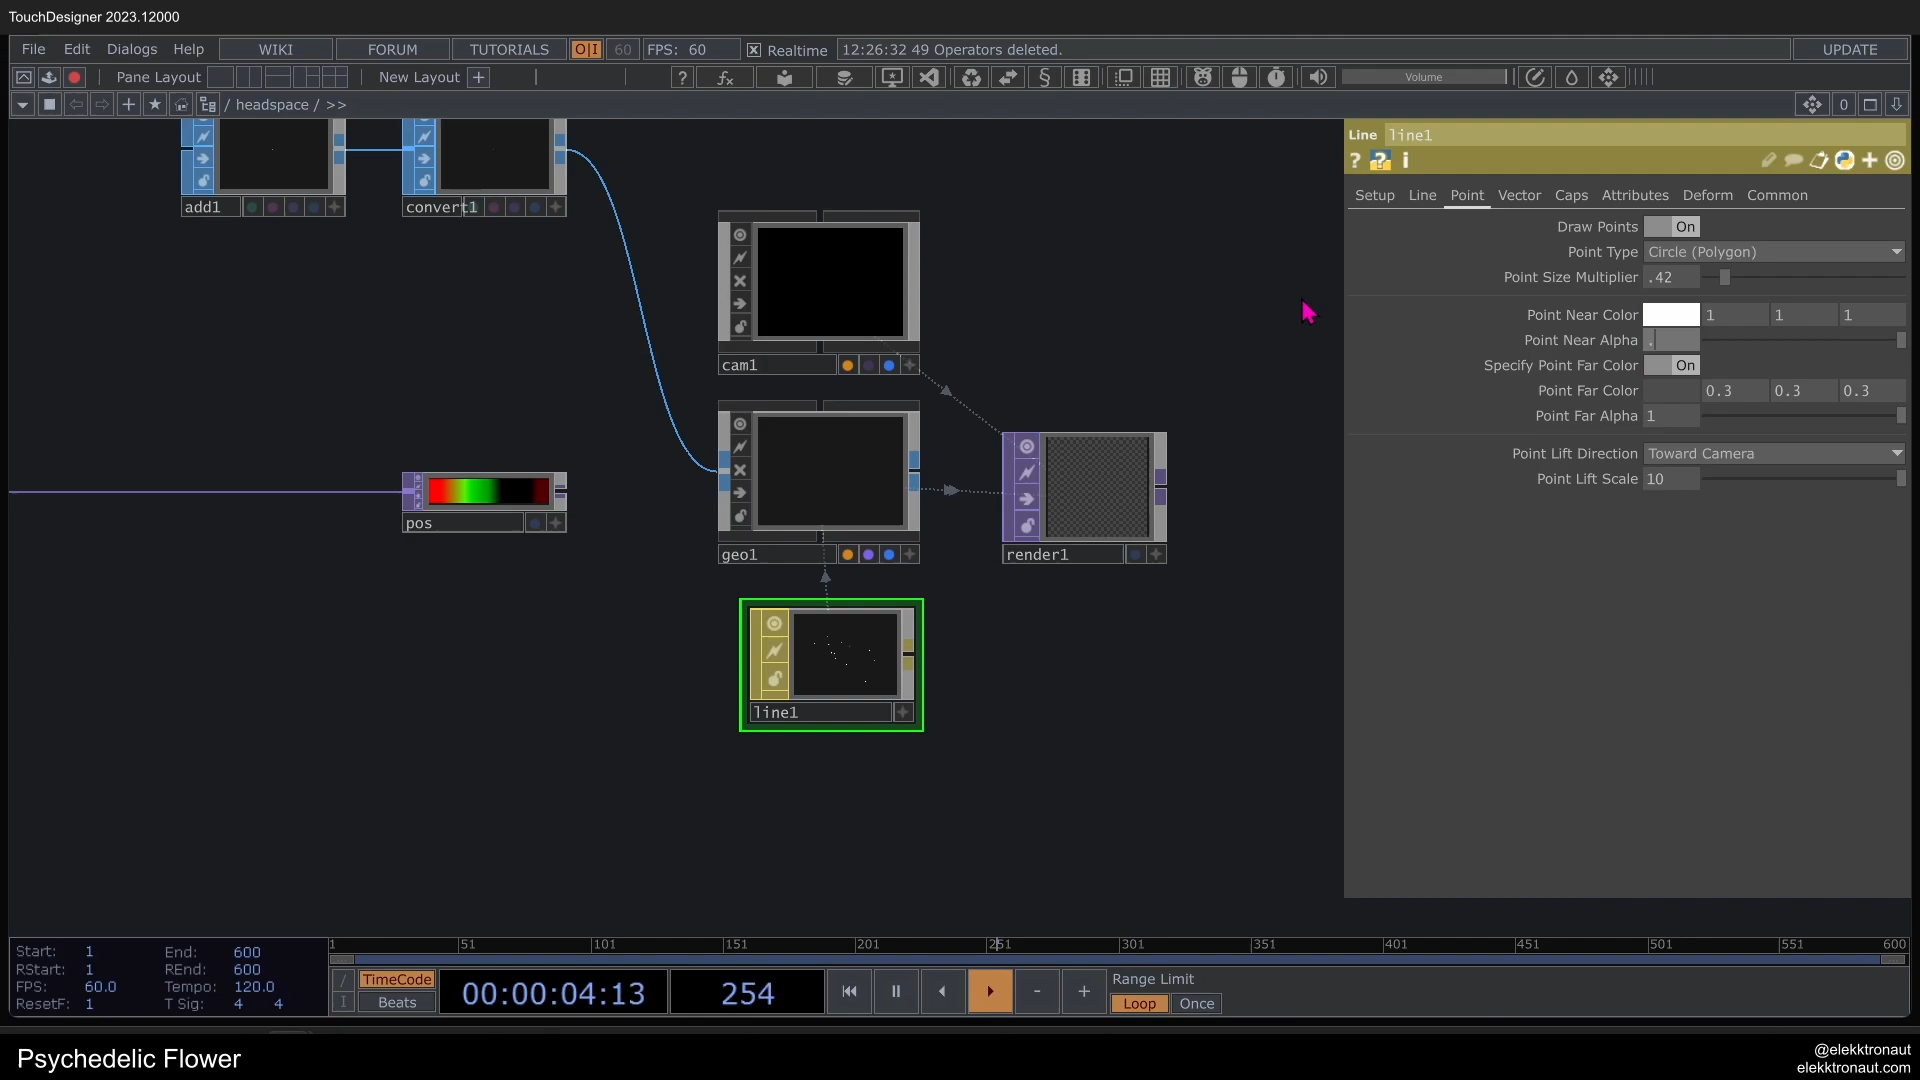 TouchDesigner 2023.12000
File Edit Dialogs Help WIKI FORUM TUTORIALS O|I 60 FPS: 60 Realtime 12:26:32 49 Operators deleted. UPDATE
Pane Layout New Layout + Volume
/ headspace / >> 0
Line line1
Setup Line Point Vector Caps Attributes Deform Common
Draw Points On
Point Type Circle (Polygon)
Point Size Multiplier .42
Point Near Color 1 1 1
Point Near Alpha .
Specify Point Far Color On
Point Far Color 0.3 0.3 0.3
Point Far Alpha 1
Point Lift Direction Toward Camera
Point Lift Scale 10
add1
convert1
cam1
pos
geo1
render1
line1
1 51 101 151 201 251 301 351 401 451 501 551 600
Start: 1 End: 600
RStart: 1 REnd: 600
FPS: 60.0 Tempo: 120.0
ResetF: 1 T Sig: 4 4
TimeCode
Beats
00:00:04:13
254
Range Limit
Loop Once
Psychedelic Flower
@elekktronaut
elekktronaut.com